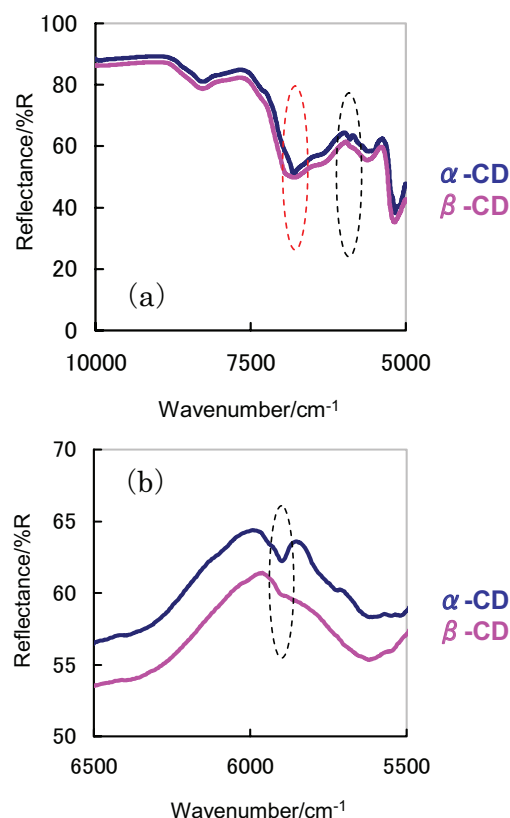 100
80
60
40
20
0
Reflectance/%R
(a)
10000 7500 5000
Wavenumber/cm-1
α-CD
β-CD
70
65
60
55
50
Reflectance/%R
(b)
6500 6000 5500
Wavenumber/cm-1
α-CD
β-CD